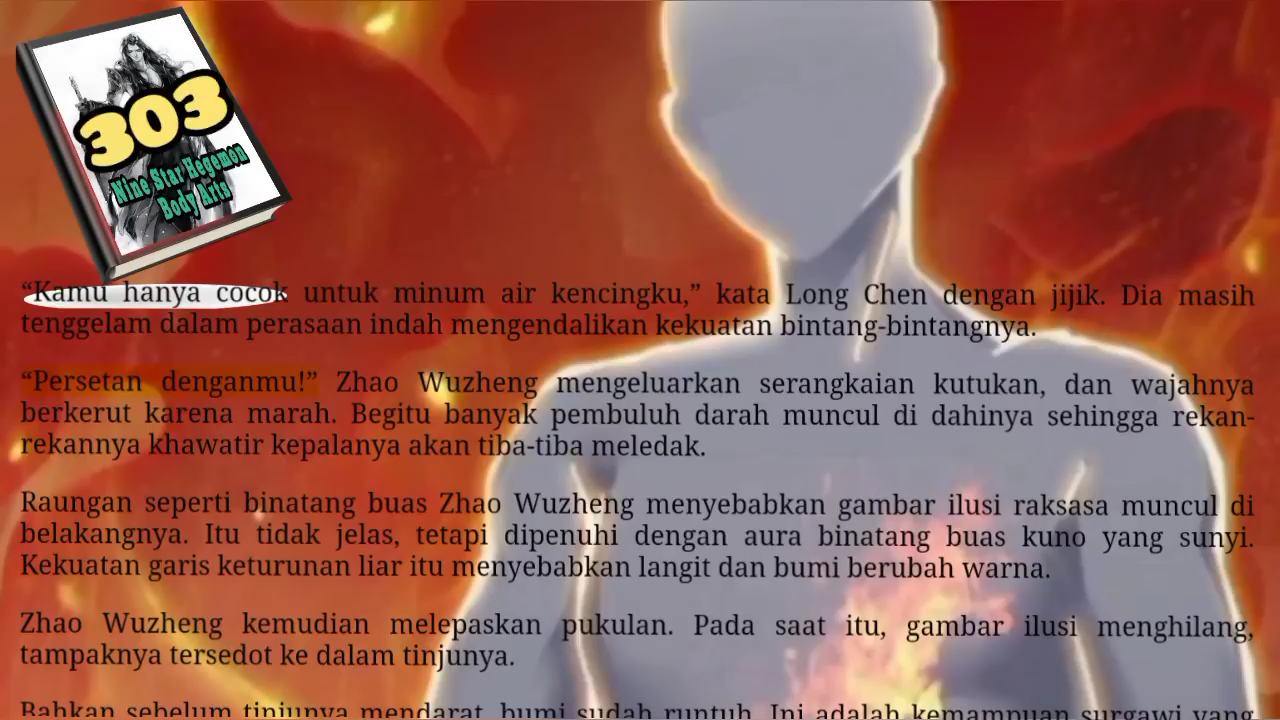 303
Nine Star Hegemon
Body Arts
“Kamu hanya cocok untuk minum air kencingku,” kata Long Chen dengan jijik. Dia masih
tenggelam dalam perasaan indah mengendalikan kekuatan bintang-bintangnya.
“Persetan denganmu!” Zhao Wuzheng mengeluarkan serangkaian kutukan, dan wajahnya
berkerut karena marah. Begitu banyak pembuluh darah muncul di dahinya sehingga rekan-
rekannya khawatir kepalanya akan tiba-tiba meledak.
Raungan seperti binatang buas Zhao Wuzheng menyebabkan gambar ilusi raksasa muncul di
belakangnya. Itu tidak jelas, tetapi dipenuhi dengan aura binatang buas kuno yang sunyi.
Kekuatan garis keturunan liar itu menyebabkan langit dan bumi berubah warna.
Zhao Wuzheng kemudian melepaskan pukulan. Pada saat itu, gambar ilusi menghilang,
tampaknya tersedot ke dalam tinjunya.
Bahkan sebelum tinjunya mendarat, bumi sudah runtuh. Ini adalah kemampuan surgawi yang